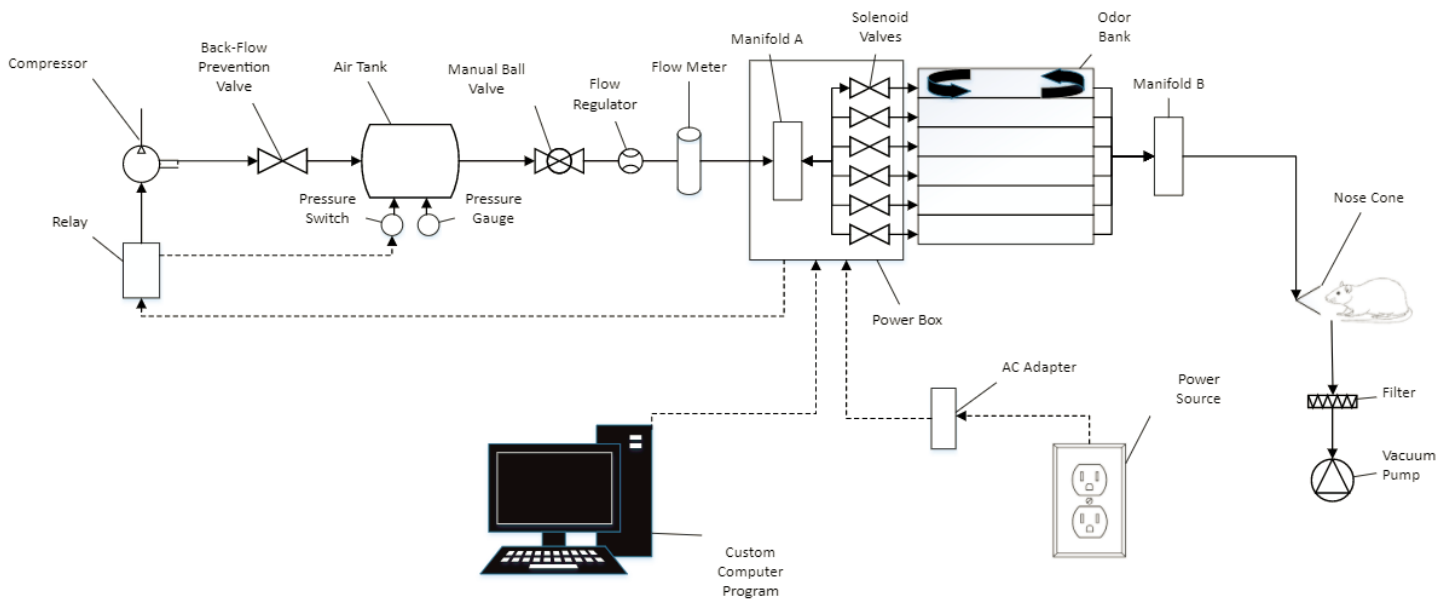 Compressor
Back-Flow
Prevention
Valve
Air Tank
Manual Ball
Valve
Flow
Regulator
Flow Meter
Manifold A
Solenoid
Valves
Odor
Bank
Manifold B
Pressure
Switch
Pressure
Gauge
Relay
Nose Cone
Power Box
AC Adapter
Power
Source
Filter
Vacuum
Pump
Custom
Computer
Program